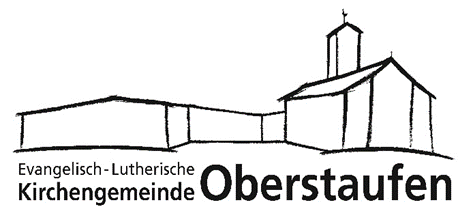 Evangelisch-Lutherische
Kirchengemeinde Oberstaufen